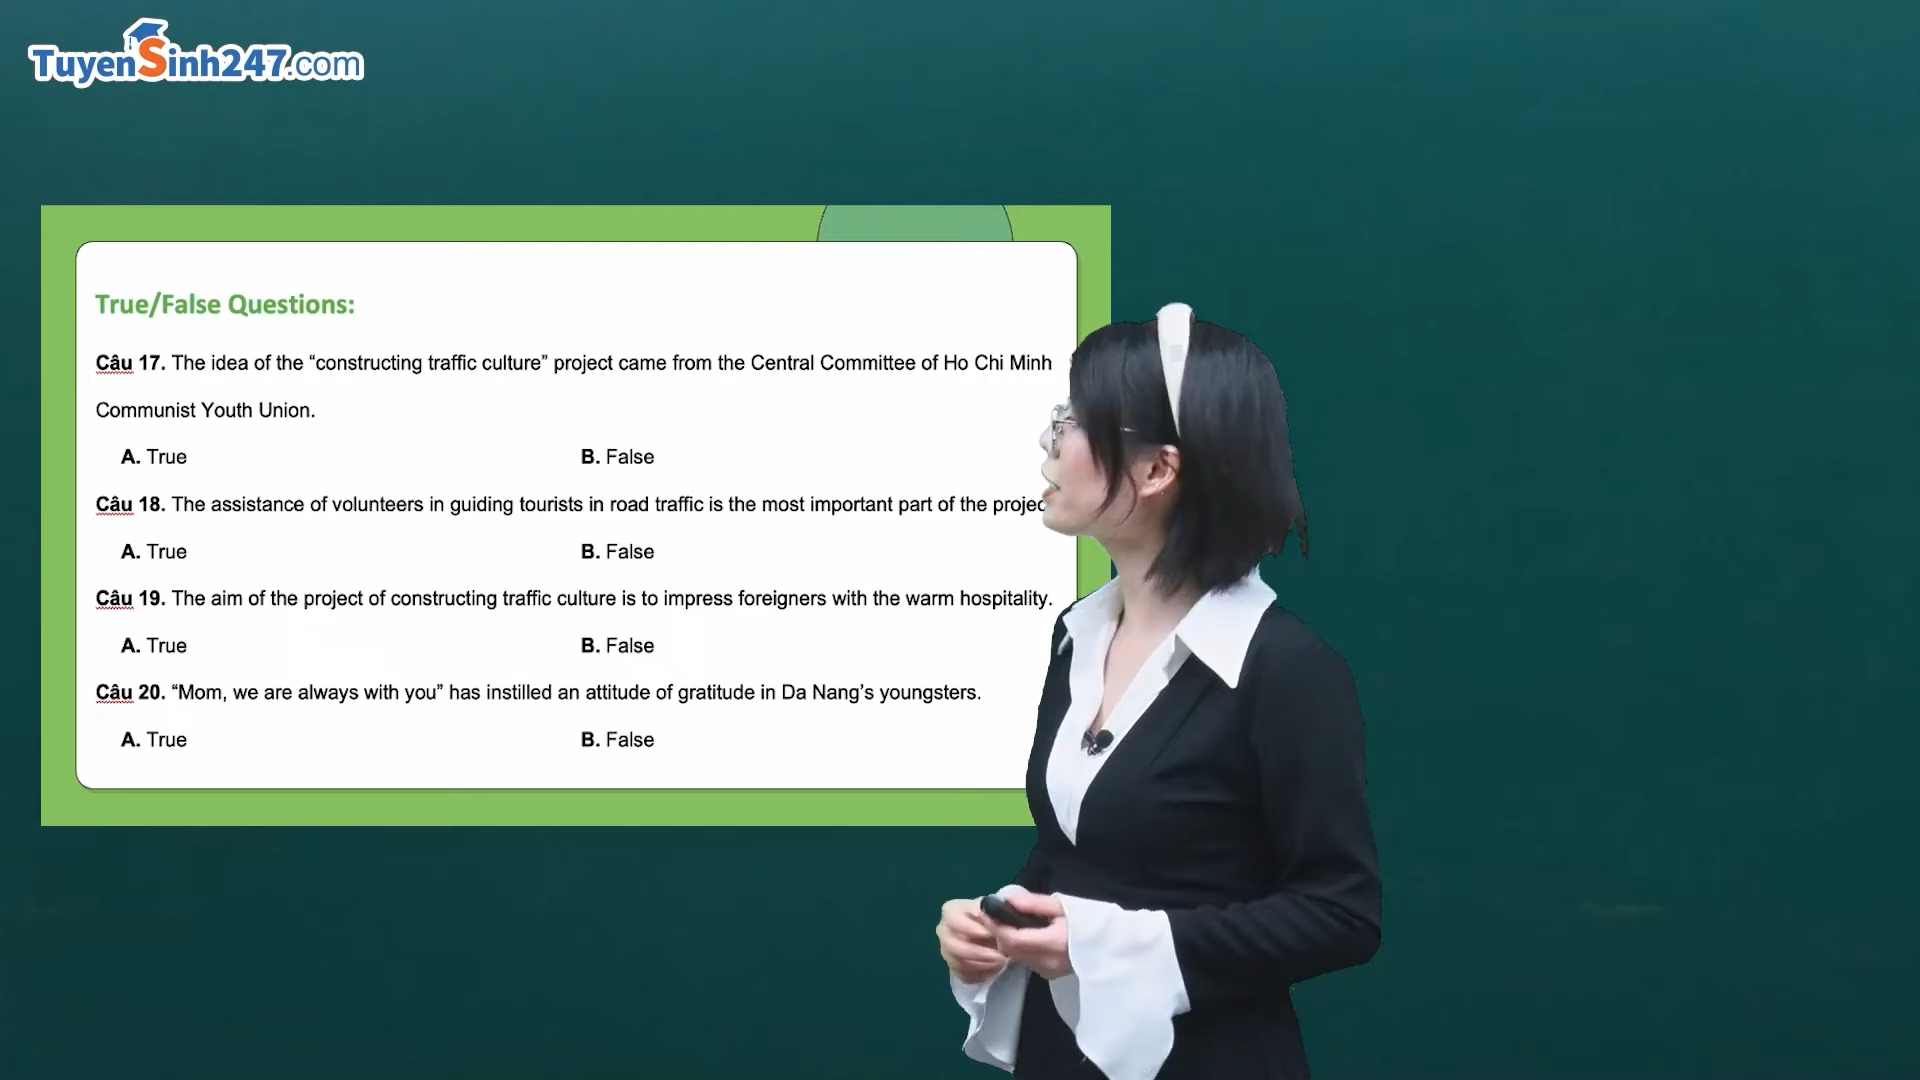 TuyenSinh247.com
True/False Questions:
Câu 17. The idea of the “constructing traffic culture” project came from the Central Committee of Ho Chi Minh
Communist Youth Union.
A. True B. False
Câu 18. The assistance of volunteers in guiding tourists in road traffic is the most important part of the
A. True B. False
Câu 19. The aim of the project of constructing traffic culture is to impress foreigners with the warm hospitality.
A. True B. False
Câu 20. “Mom, we are always with you” has instilled an attitude of gratitude in Da Nang’s youngsters.
A. True B. False